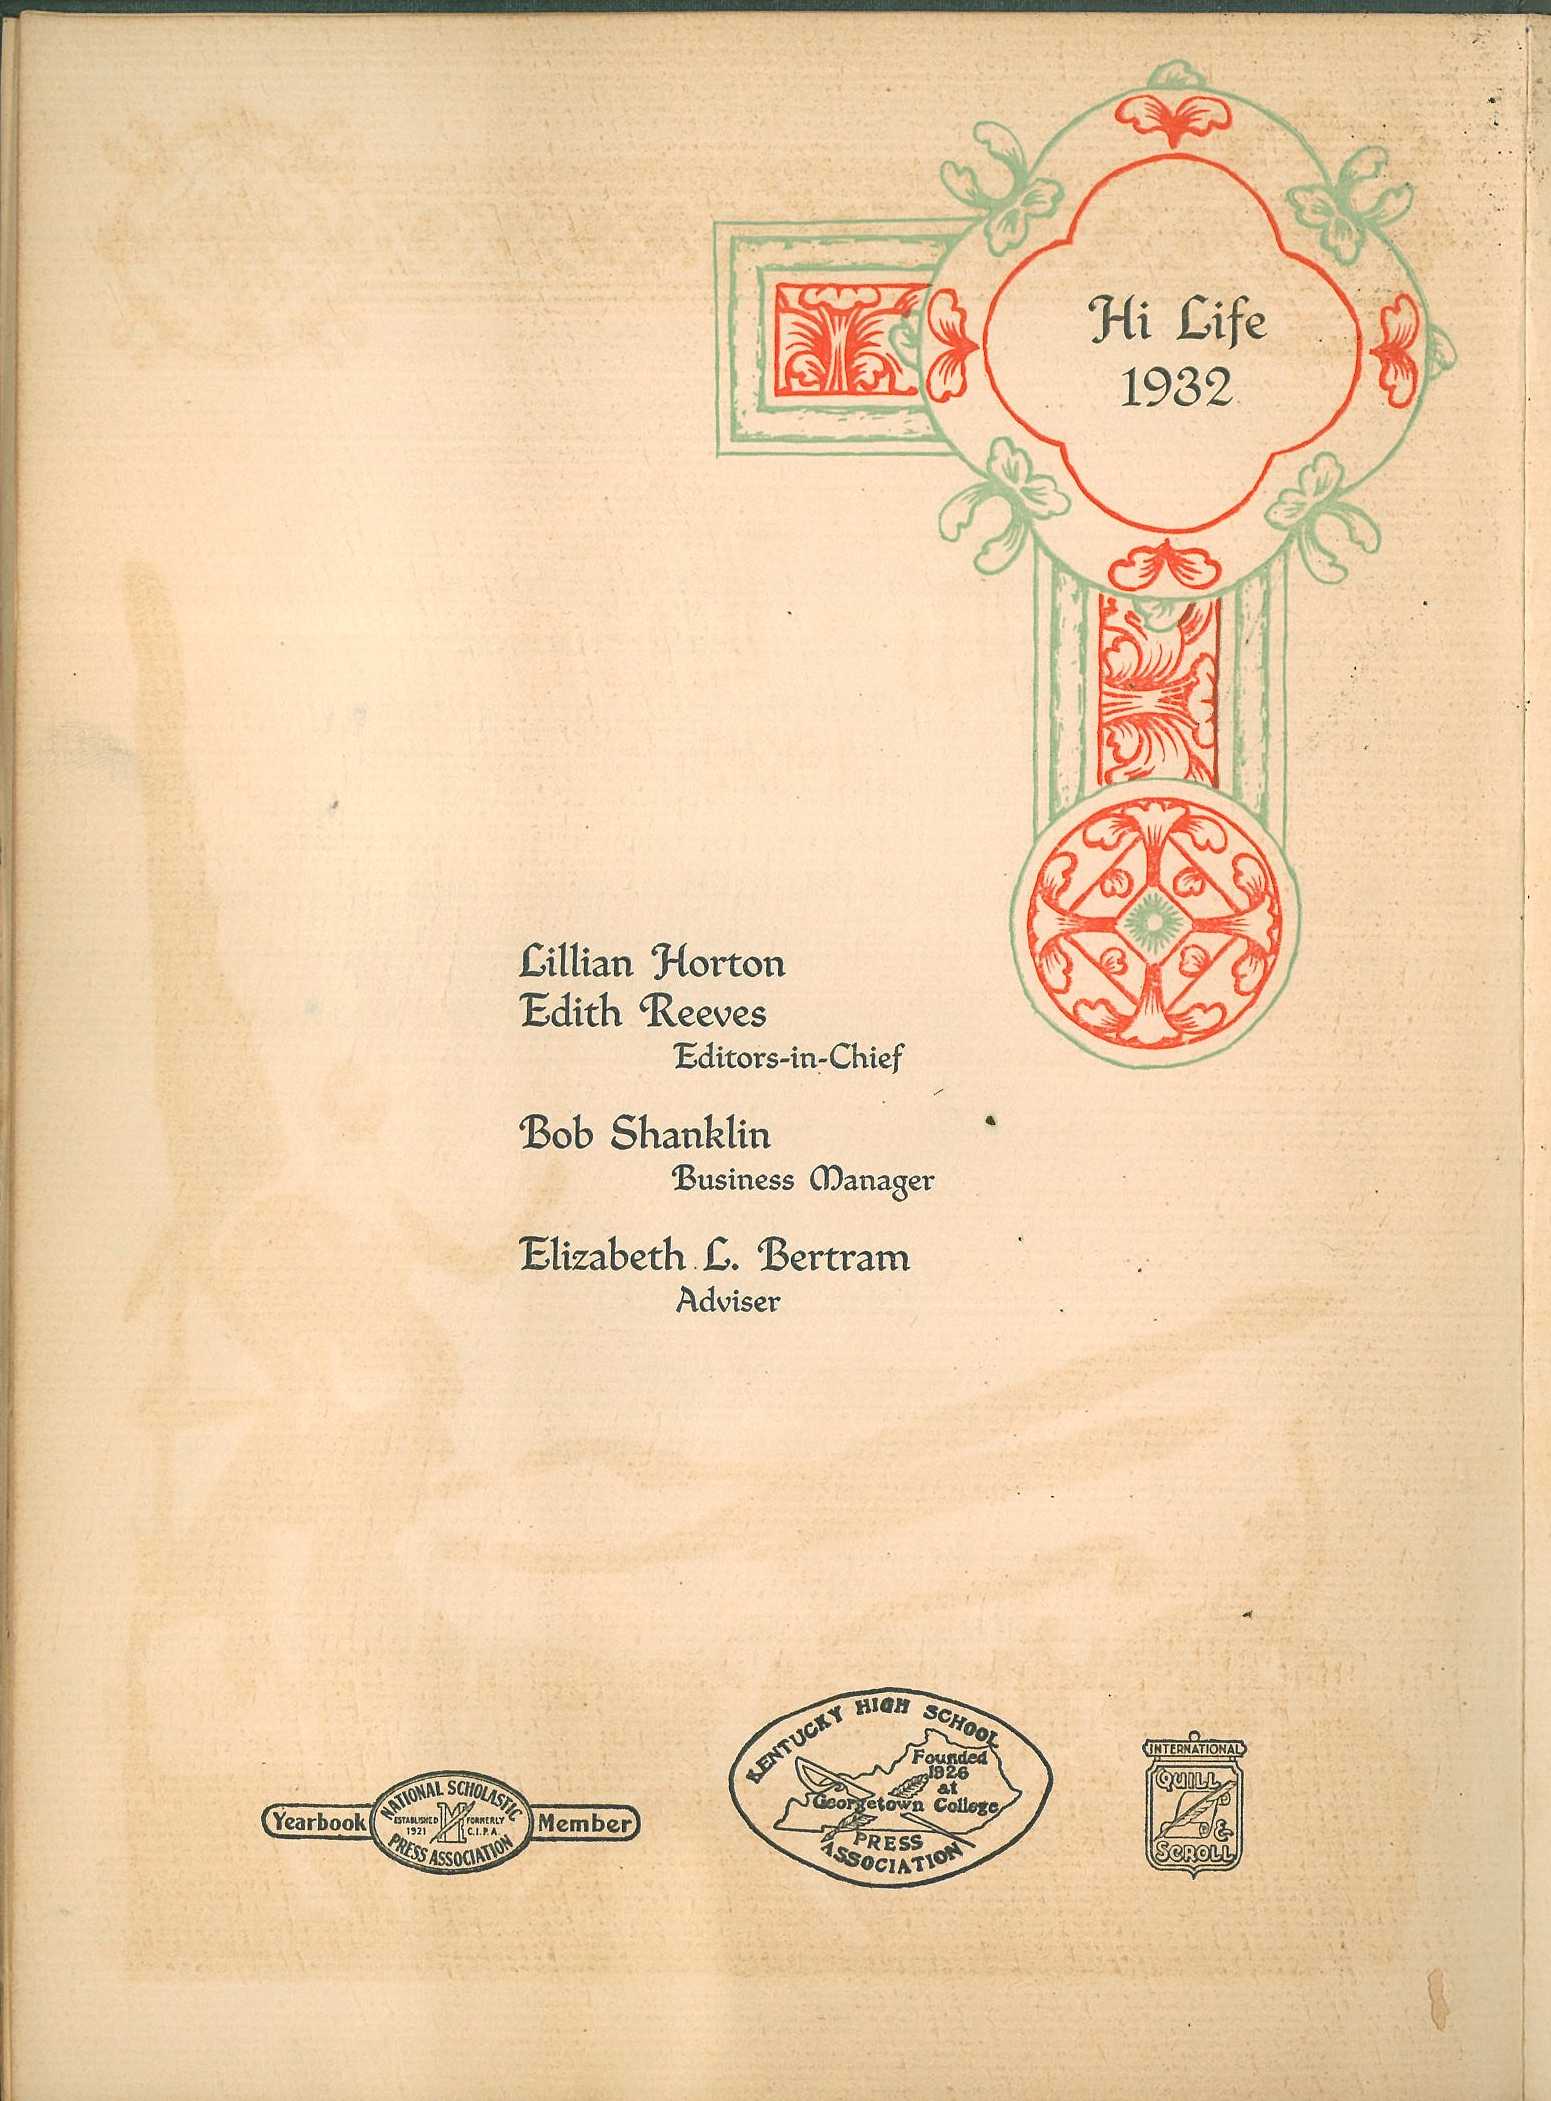 Hi Life
1932
Lillian Horton
Edith Reeves
Editors-in-Chief
Bob Shanklin
Business Manager
Elizabeth L. Bertram
Adviser
Yearbook
NATIONAL SCHOLASTIC
ESTABLISHED
1921
FORMERLY
C.I.P.A.
PRESS ASSOCIATION
Member
KENTUCKY HIGH SCHOOL
Founded
1926
at
Georgetown College
PRESS
ASSOCIATION
INTERNATIONAL
QUILL
&
SCROLL